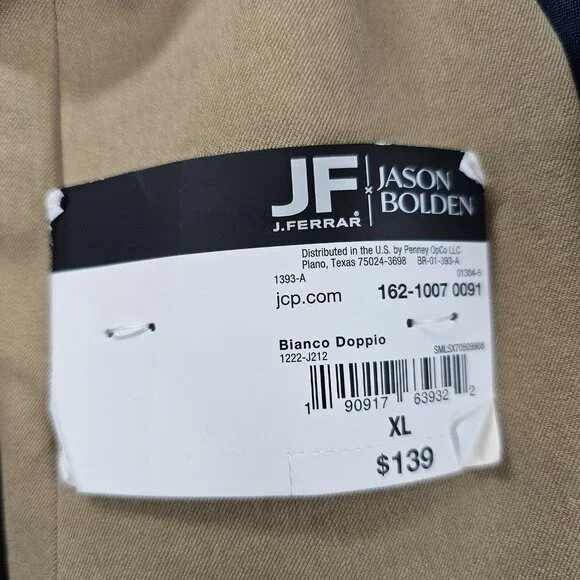 JF × JASON
J.FERRAR® BOLDEN
Distributed in the U.S. by Penney OpCo LLC
Plano, Texas 75024-3698 BR-01-393-A
1393-A 01304-5
jcp.com 162-1007 0091
Bianco Doppio
1222-J212 SMLSX70509908
1 90917 63932 2
XL
$139